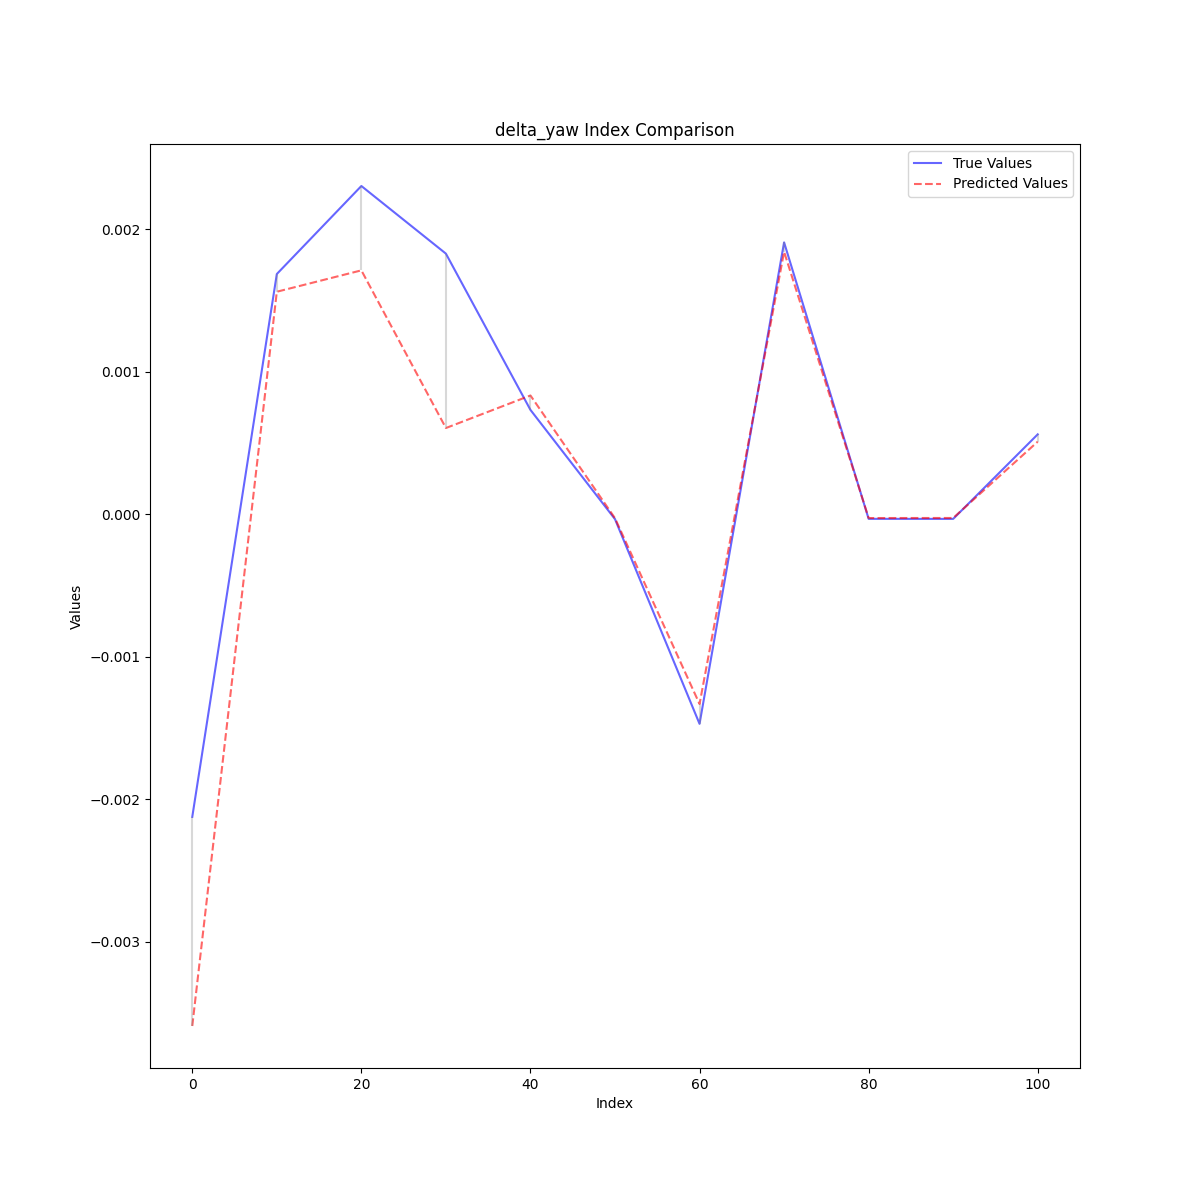 delta_yaw Index Comparison
True Values
Predicted Values
0.002
0.001
0.000
−0.001
−0.002
−0.003
Values
0
20
40
60
80
100
Index